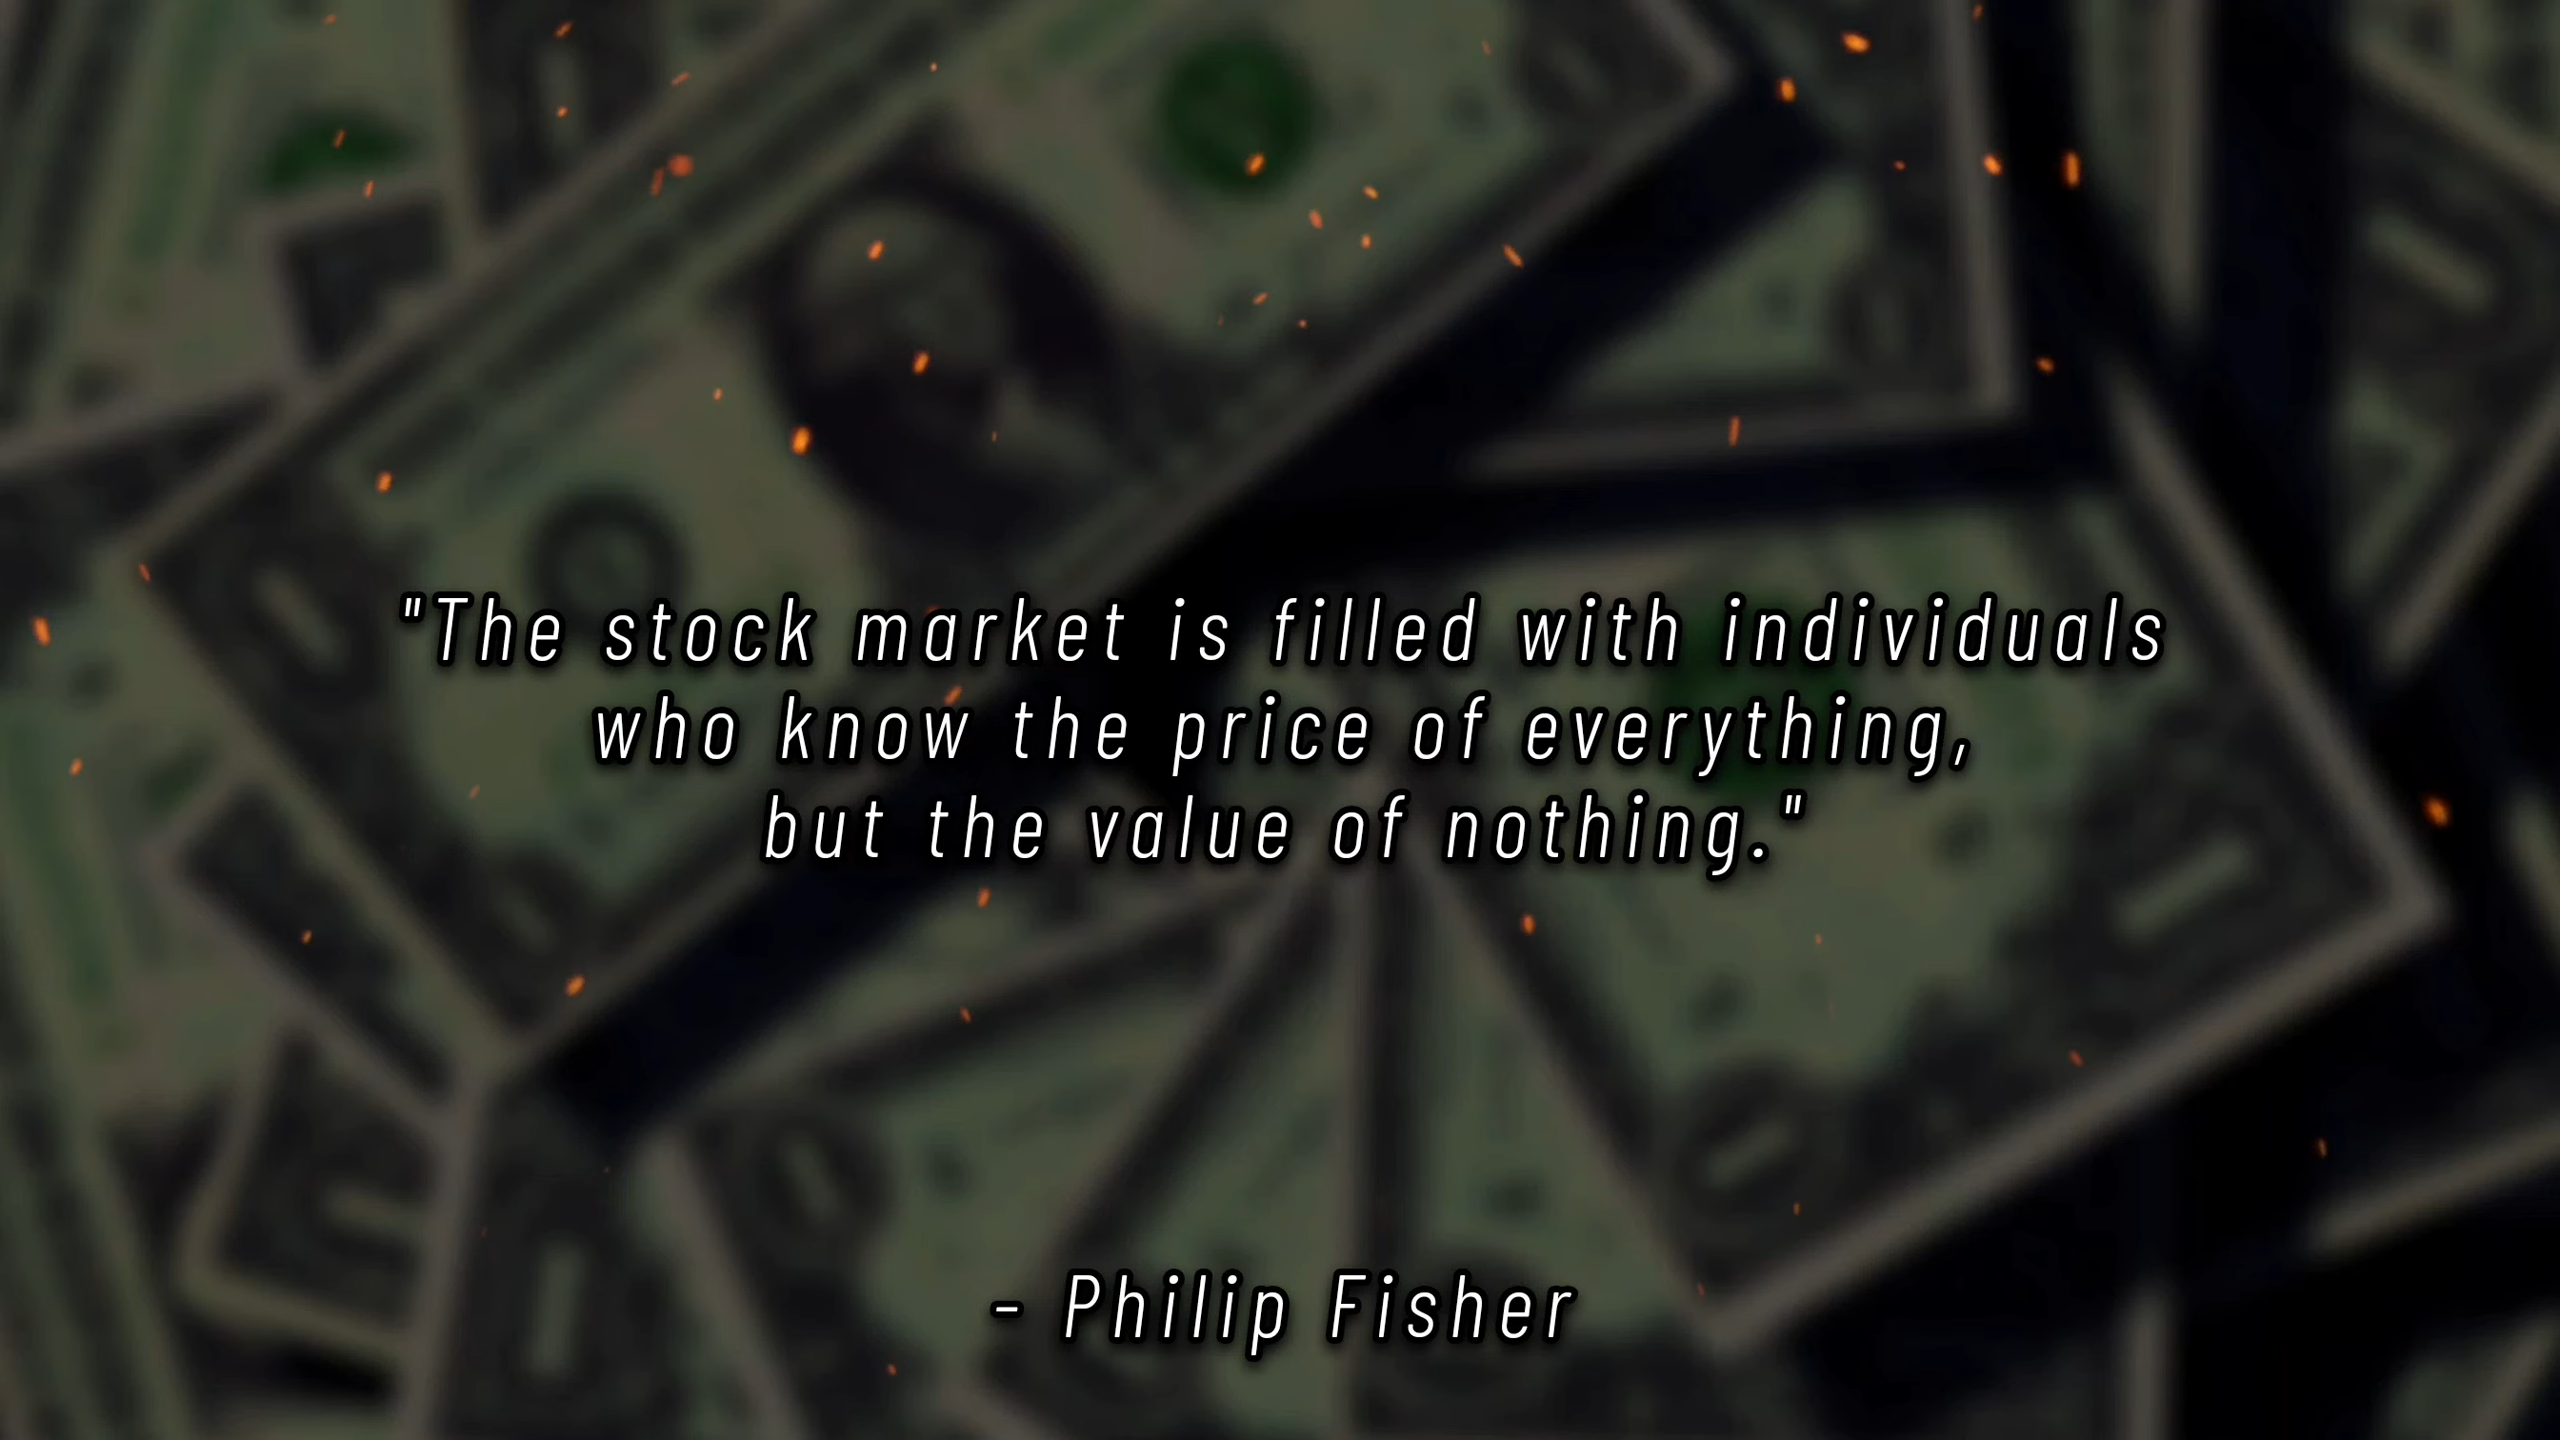 "The stock market is filled with individuals
who know the price of everything,
but the value of nothing."
- Philip Fisher